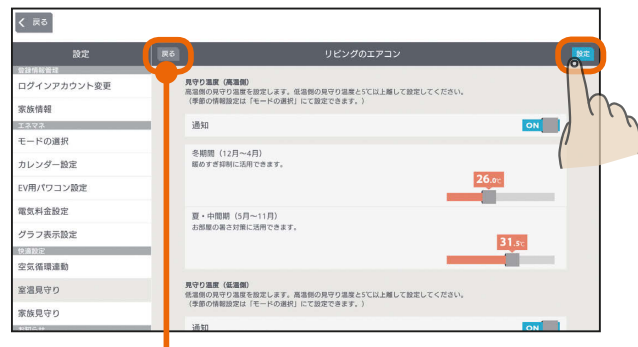 戻る
設定
戻る
リビングのエアコン
設定
登録情報管理
ログインアカウント変更
家族情報
エネマネ
モードの選択
カレンダー設定
EV用パワコン設定
電気料金設定
グラフ表示設定
快適設定
空気循環連動
室温見守り
家族見守り
お知らせ
見守り温度（高温側）
高温側の見守り温度を設定します。低温側の見守り温度と5℃以上離して設定してください。
（季節の情報設定は「モードの選択」にて設定できます。）
通知
ON
冬期間（12月～4月）
暖めすぎ抑制に活用できます。
26.0℃
夏・中間期（5月～11月）
お部屋の暑さ対策に活用できます。
31.5℃
見守り温度（低温側）
低温側の見守り温度を設定します。高温側の見守り温度と5℃以上離して設定してください。
（季節の情報設定は「モードの選択」にて設定できます。）
通知
ON